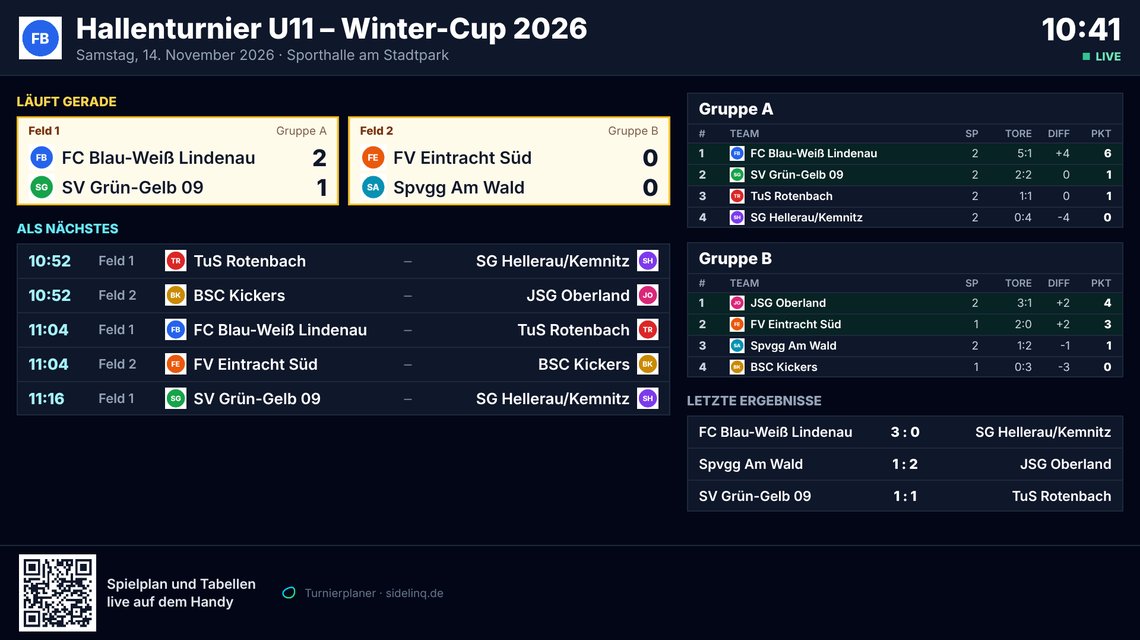 FB
Hallenturnier U11 – Winter-Cup 2026
Samstag, 14. November 2026 · Sporthalle am Stadtpark
10:41
LIVE
LÄUFT GERADE
Feld 1 Gruppe A
FB FC Blau-Weiß Lindenau 2
SG SV Grün-Gelb 09 1
Feld 2 Gruppe B
FE FV Eintracht Süd 0
SA Spvgg Am Wald 0
ALS NÄCHSTES
10:52 Feld 1 TR TuS Rotenbach – SG Hellerau/Kemnitz SH
10:52 Feld 2 BK BSC Kickers – JSG Oberland JO
11:04 Feld 1 FB FC Blau-Weiß Lindenau – TuS Rotenbach TR
11:04 Feld 2 FE FV Eintracht Süd – BSC Kickers BK
11:16 Feld 1 SG SV Grün-Gelb 09 – SG Hellerau/Kemnitz SH
Gruppe A
# TEAM SP TORE DIFF PKT
1 FB FC Blau-Weiß Lindenau 2 5:1 +4 6
2 SG SV Grün-Gelb 09 2 2:2 0 1
3 TR TuS Rotenbach 2 1:1 0 1
4 SH SG Hellerau/Kemnitz 2 0:4 -4 0
Gruppe B
# TEAM SP TORE DIFF PKT
1 JO JSG Oberland 2 3:1 +2 4
2 FE FV Eintracht Süd 1 2:0 +2 3
3 SA Spvgg Am Wald 2 1:2 -1 1
4 BK BSC Kickers 1 0:3 -3 0
LETZTE ERGEBNISSE
FC Blau-Weiß Lindenau 3 : 0 SG Hellerau/Kemnitz
Spvgg Am Wald 1 : 2 JSG Oberland
SV Grün-Gelb 09 1 : 1 TuS Rotenbach
Spielplan und Tabellen
live auf dem Handy
Turnierplaner · sidelinq.de